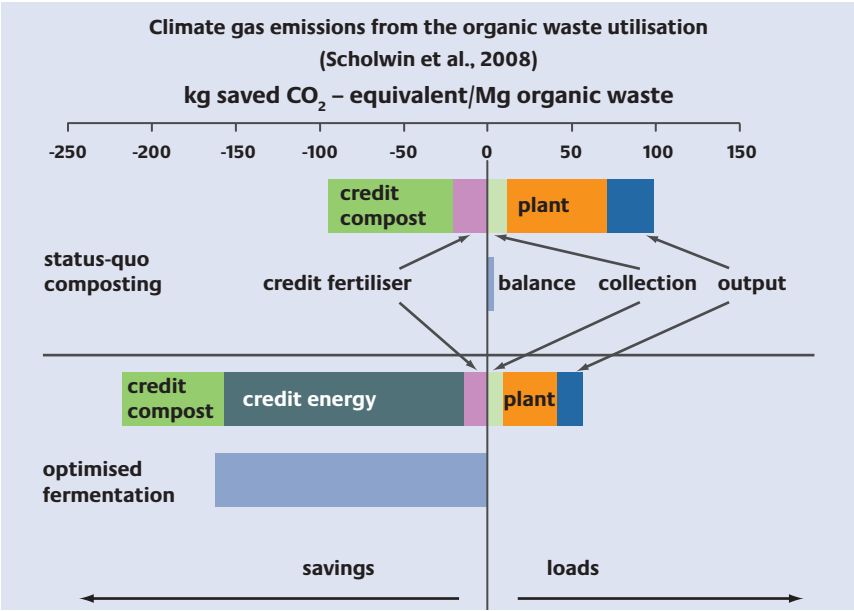 Climate gas emissions from the organic waste utilisation
(Scholwin et al., 2008)
kg saved CO₂ – equivalent/Mg organic waste
-250 -200 -150 -100 -50 0 50 100 150
credit
compost
plant
status-quo
composting
credit fertiliser
balance
collection
output
credit
compost
credit energy
plant
optimised
fermentation
savings
loads